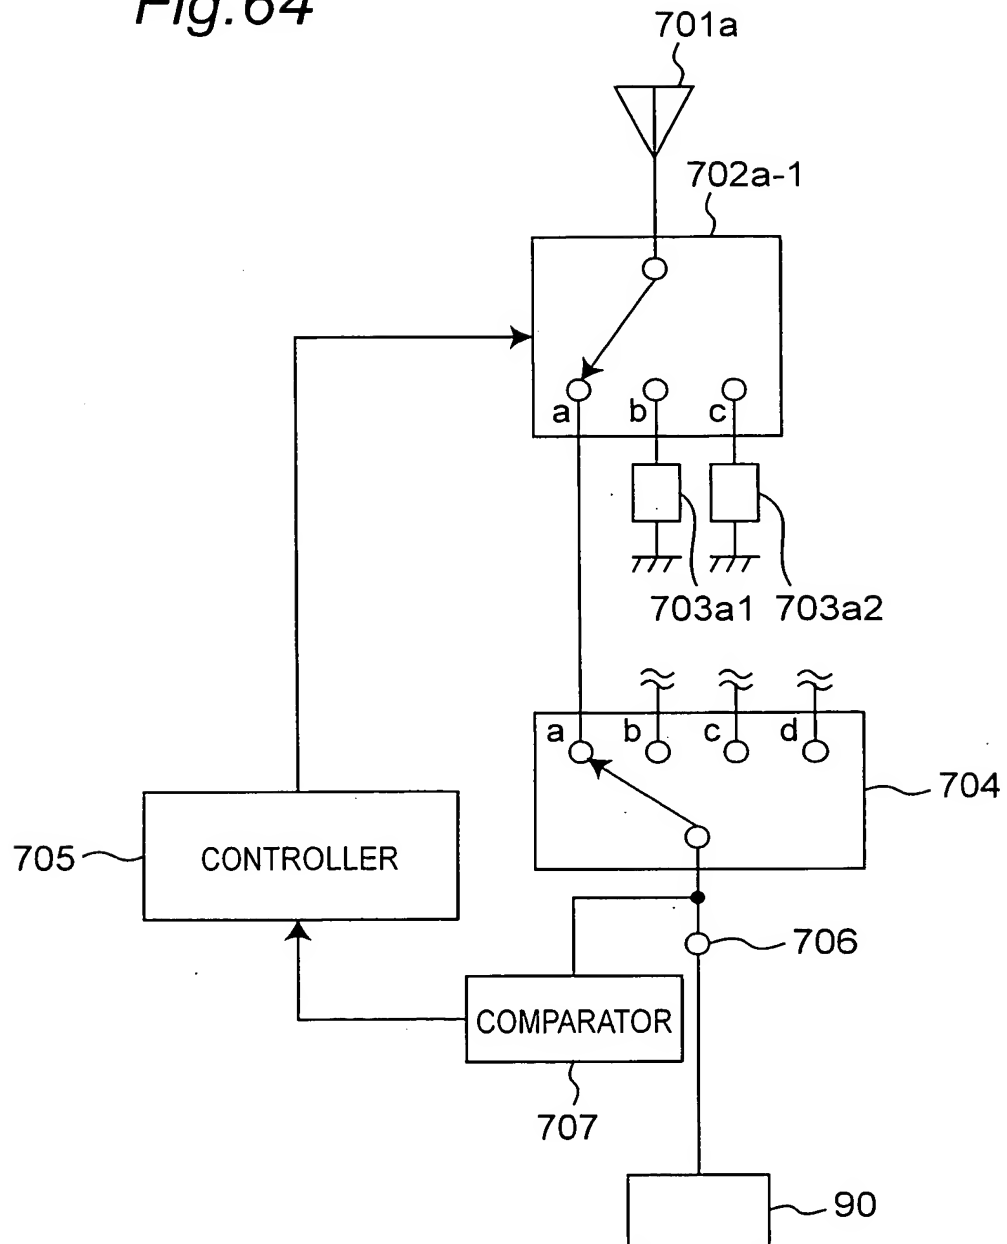 Fig.64
701a
702a-1
a b c
703a1 703a2
a b c d
704
705
CONTROLLER
706
COMPARATOR
707
90